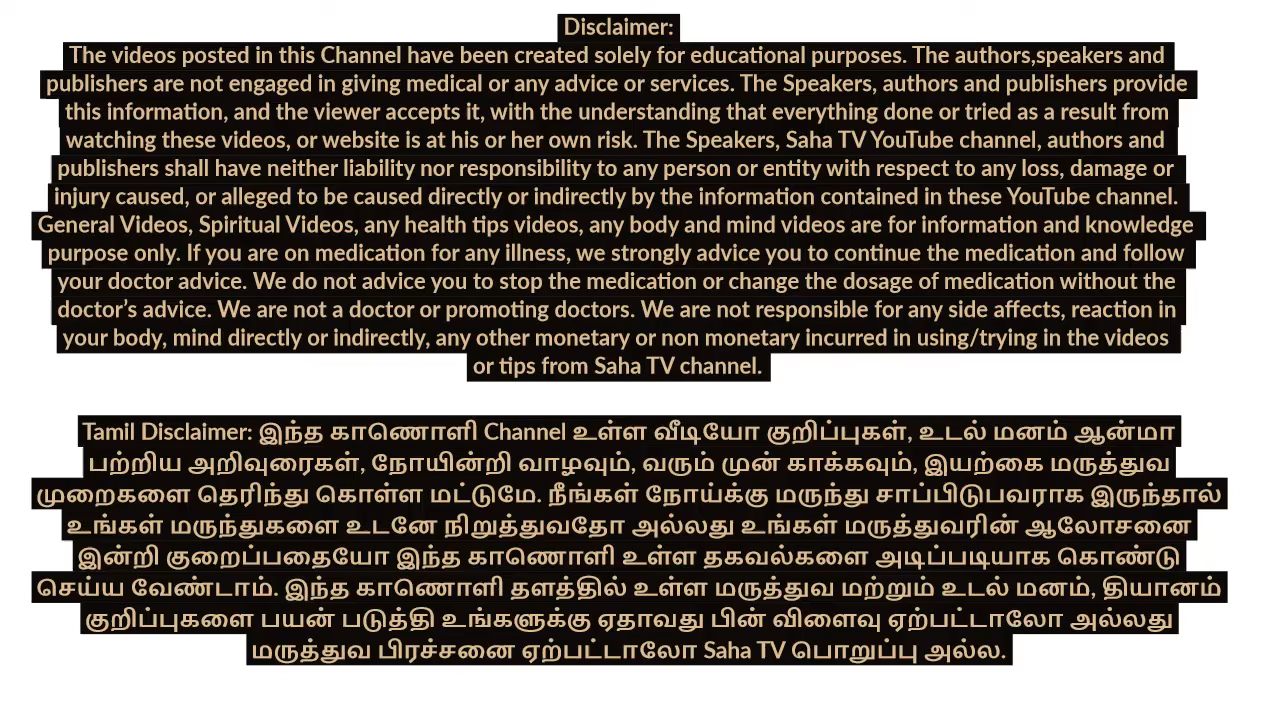 Disclaimer:
The videos posted in this Channel have been created solely for educational purposes. The authors,speakers and
publishers are not engaged in giving medical or any advice or services. The Speakers, authors and publishers provide
this information, and the viewer accepts it, with the understanding that everything done or tried as a result from
watching these videos, or website is at his or her own risk. The Speakers, Saha TV YouTube channel, authors and
publishers shall have neither liability nor responsibility to any person or entity with respect to any loss, damage or
injury caused, or alleged to be caused directly or indirectly by the information contained in these YouTube channel.
General Videos, Spiritual Videos, any health tips videos, any body and mind videos are for information and knowledge
purpose only. If you are on medication for any illness, we strongly advice you to continue the medication and follow
your doctor advice. We do not advice you to stop the medication or change the dosage of medication without the
doctor’s advice. We are not a doctor or promoting doctors. We are not responsible for any side affects, reaction in
your body, mind directly or indirectly, any other monetary or non monetary incurred in using/trying in the videos
or tips from Saha TV channel.
Tamil Disclaimer: இந்த காணொளி Channel உள்ள வீடியோ குறிப்புகள், உடல் மனம் ஆன்மா
பற்றிய அறிவுரைகள், நோயின்றி வாழவும், வரும் முன் காக்கவும், இயற்கை மருத்துவ
முறைகளை தெரிந்து கொள்ள மட்டுமே. நீங்கள் நோய்க்கு மருந்து சாப்பிடுபவராக இருந்தால்
உங்கள் மருந்துகளை உடனே நிறுத்துவதோ அல்லது உங்கள் மருத்துவரின் ஆலோசனை
இன்றி குறைப்பதையோ இந்த காணொளி உள்ள தகவல்களை அடிப்படியாக கொண்டு
செய்ய வேண்டாம். இந்த காணொளி தளத்தில் உள்ள மருத்துவ மற்றும் உடல் மனம், தியானம்
குறிப்புகளை பயன் படுத்தி உங்களுக்கு ஏதாவது பின் விளைவு ஏற்பட்டாலோ அல்லது
மருத்துவ பிரச்சனை ஏற்பட்டாலோ Saha TV பொறுப்பு அல்ல.